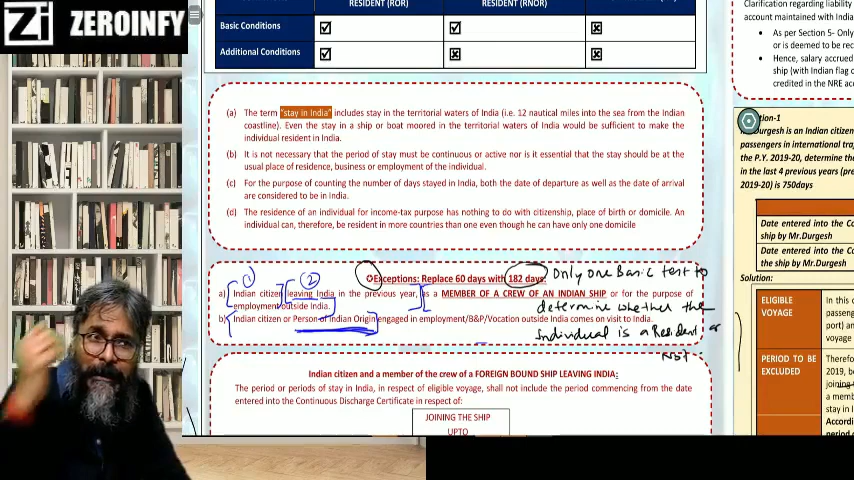 Zi ZEROINFY
RESIDENT (ROR)
RESIDENT (RNOR)
Basic Conditions
Additional Conditions
(a) The term "stay in India" includes stay in the territorial waters of India (i.e. 12 nautical miles into the sea from the Indian
coastline). Even the stay in a ship or boat moored in the territorial waters of India would be sufficient to make the
individual resident in India.
(b) It is not necessary that the period of stay must be continuous or active nor is it essential that the stay should be at the
usual place of residence, business or employment of the individual.
(c) For the purpose of counting the number of days stayed in India, both the date of departure as well as the date of arrival
are considered to be in India.
(d) The residence of an individual for income-tax purpose has nothing to do with citizenship, place of birth or domicile. An
individual can, therefore, be resident in more countries than one even though he can have only one domicile
1 2
Exceptions: Replace 60 days with 182 days. Only one Basic test to
a) Indian citizen leaving India in the previous year, as a MEMBER OF A CREW OF AN INDIAN SHIP or for the purpose of
employment outside India. determine whether the
b) Indian citizen or Person of Indian Origin engaged in employment/B&P/Vocation outside India comes on visit to India.
Individual is a Resident or
Not
Indian citizen and a member of the crew of a FOREIGN BOUND SHIP LEAVING INDIA:
The period or periods of stay in India, in respect of eligible voyage, shall not include the period commencing from the date
entered into the Continuous Discharge Certificate in respect of:
JOINING THE SHIP
UPTO
Clarification regarding liability
account maintained with
As per Section 5- Only
or is deemed to be rec
Hence, salary accrued
ship (with Indian flag o
credited in the NRE ac
tion-1
urgesh is an Indian citizen
passengers in international tra
the P.Y. 2019-20, determine th
in the last 4 previous years (pre
2019-20) is 750days
Date entered into the Co
ship by Mr.Durgesh
Date entered into the Co
the ship by Mr.Durgesh
Solution:
ELIGIBLE
VOYAGE
In this c
passenge
port) an
voyage
PERIOD TO BE
EXCLUDED
Therefo
2019, be
joining
a memb
stay in I
Accord
period